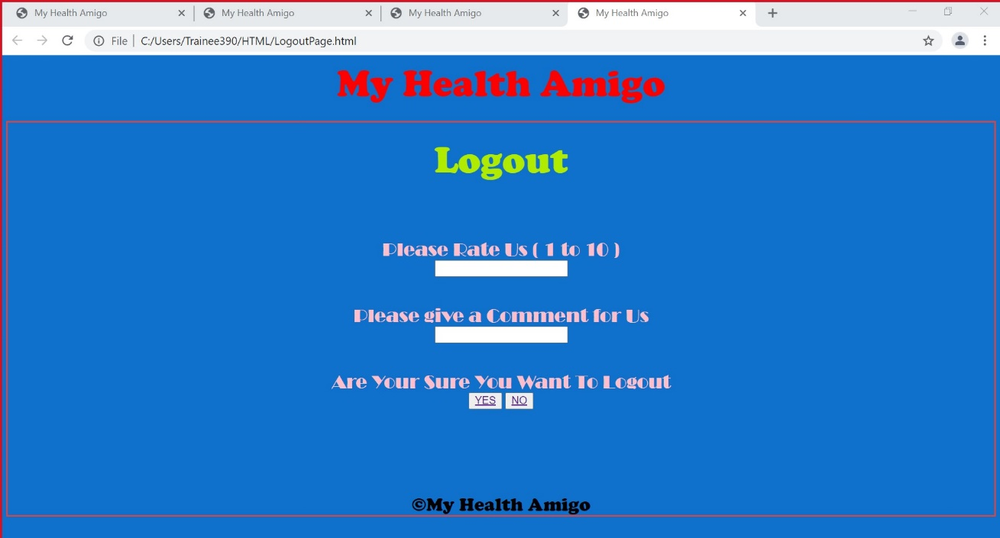 My Health Amigo My Health Amigo My Health Amigo My Health Amigo
File C:/Users/Trainee390/HTML/LogoutPage.html
My Health Amigo
Logout
Please Rate Us ( 1 to 10 )
Please give a Comment for Us
Are Your Sure You Want To Logout
YES NO
©My Health Amigo